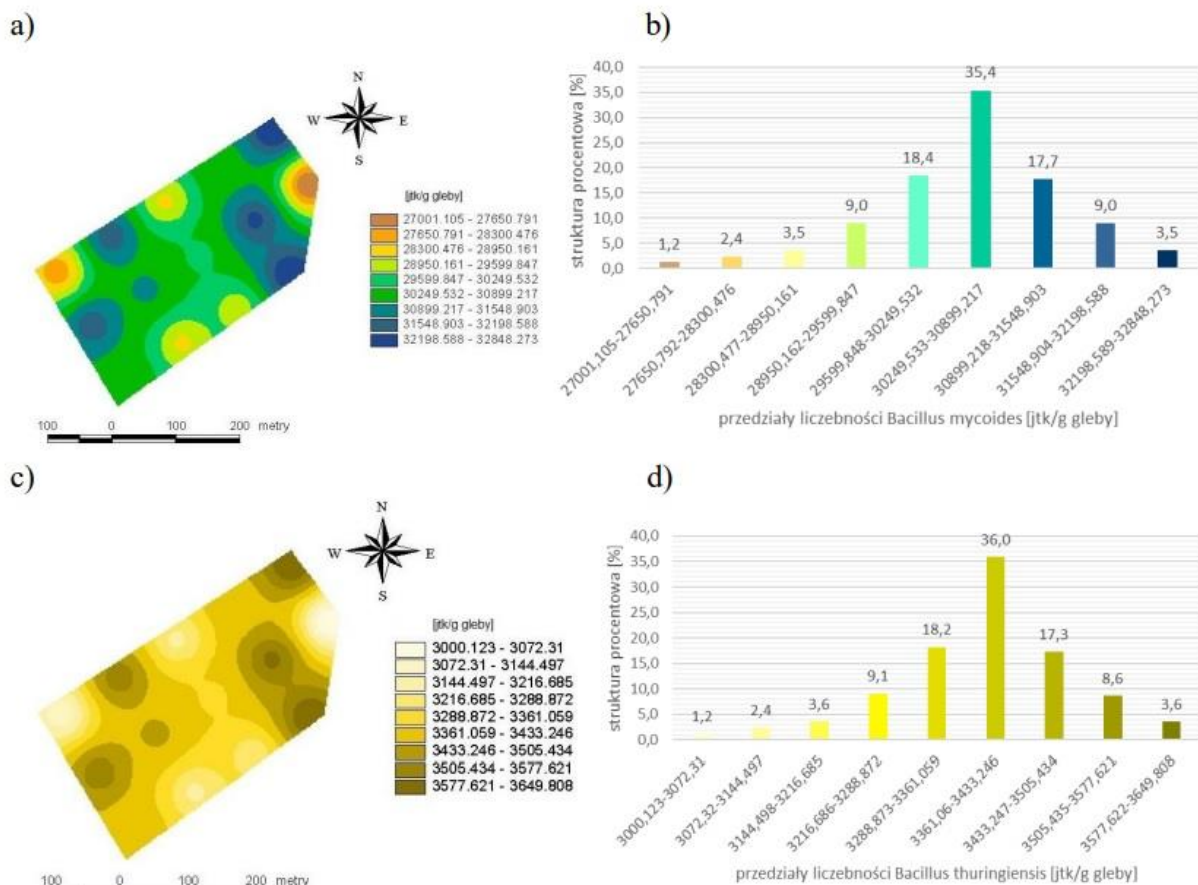 a)
N
W
E
S
[jtk/g gleby]
27001.105 - 27650.791
27650.791 - 28300.476
28300.476 - 28950.161
28950.161 - 29599.847
29599.847 - 30249.532
30249.532 - 30899.217
30899.217 - 31548.903
31548.903 - 32198.588
32198.588 - 32848.273
100 0 100 200 metry
b)
struktura procentowa [%]
40,0
35,0
30,0
25,0
20,0
15,0
10,0
5,0
0,0
1,2
2,4
3,5
9,0
18,4
35,4
17,7
9,0
3,5
27001,105-27650,791
27650,792-28300,476
28300,477-28950,161
28950,162-29599,847
29599,848-30249,532
30249,533-30899,217
30899,218-31548,903
31548,904-32198,588
32198,589-32848,273
przedziały liczebności Bacillus mycoides [jtk/g gleby]
c)
N
W
E
S
[jtk/g gleby]
3000.123 - 3072.31
3072.31 - 3144.497
3144.497 - 3216.685
3216.685 - 3288.872
3288.872 - 3361.059
3361.059 - 3433.246
3433.246 - 3505.434
3505.434 - 3577.621
3577.621 - 3649.808
100 0 100 200 metry
d)
struktura procentowa [%]
40,0
35,0
30,0
25,0
20,0
15,0
10,0
5,0
0,0
1,2
2,4
3,6
9,1
18,2
36,0
17,3
8,6
3,6
3000,123-3072,31
3072,32-3144,497
3144,498-3216,685
3216,686-3288,872
3288,873-3361,059
3361,06-3433,246
3433,247-3505,434
3505,435-3577,621
3577,622-3649,808
przedziały liczebności Bacillus thuringiensis [jtk/g gleby]